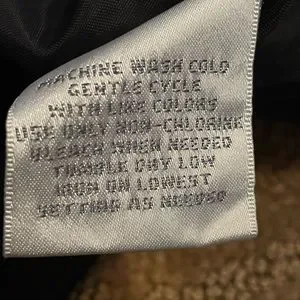 MACHINE WASH COLD
GENTLE CYCLE
WITH LIKE COLORS
USE ONLY NON-CHLORINE
BLEACH WHEN NEEDED
TUMBLE DRY LOW
IRON ON LOWEST
SETTING AS NEEDED